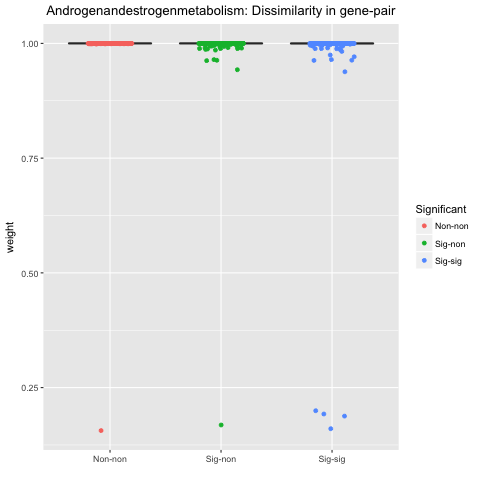 Androgenandestrogenmetabolism: Dissimilarity in gene-pair
1.00
0.75
0.50
0.25
weight
Non-non
Sig-non
Sig-sig
Significant
Non-non
Sig-non
Sig-sig